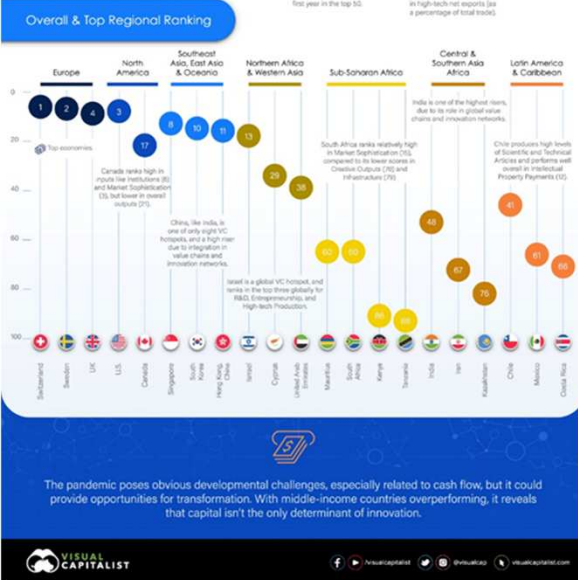 first year in the top 50.
in high-tech net exports (as
a percentage of total trade).
Overall & Top Regional Ranking
Europe
North
America
Southeast
Asia, East Asia
& Oceania
Northern Africa
& Western Asia
Sub-Saharan Africa
Central &
Southern Asia
Africa
Latin America
& Caribbean
0
20
40
60
80
100
1
2
4
3
17
8
10
11
13
29
38
60
60
48
67
76
41
61
66
Top economies
Canada ranks high in
inputs like Institutions (6)
and Market Sophistication
(3), but lower in overall
outputs (21).
China, like India, is
one of only eight VC
hotspots, and a high riser
due to integration in
value chains and
innovation networks.
Israel is a global VC hotspot, and
ranks in the top three globally for
R&D, Entrepreneurship, and
High-tech Production.
South Africa ranks relatively high
in Market Sophistication (15),
compared to its lower scores in
Creative Outputs (70) and
Infrastructure (79)
India is one of the highest risers,
due to its role in global value
chains and innovation networks.
Chile produces high levels
of Scientific and Technical
Articles and performs well
overall in Intellectual
Property Payments (12).
Switzerland
Sweden
UK
U.S.
Canada
Singapore
South
Korea
Hong Kong,
China
Israel
Cyprus
United Arab
Emirates
Mauritius
South
Africa
Kenya
Tanzania
India
Iran
Kazakhstan
Chile
Mexico
Costa Rica
$
The pandemic poses obvious developmental challenges, especially related to cash flow, but it could
provide opportunities for transformation. With middle-income countries overperforming, it reveals
that capital isn't the only determinant of innovation.
VISUAL
CAPITALIST
/visualcapitalist
@visualcap
visualcapitalist.com